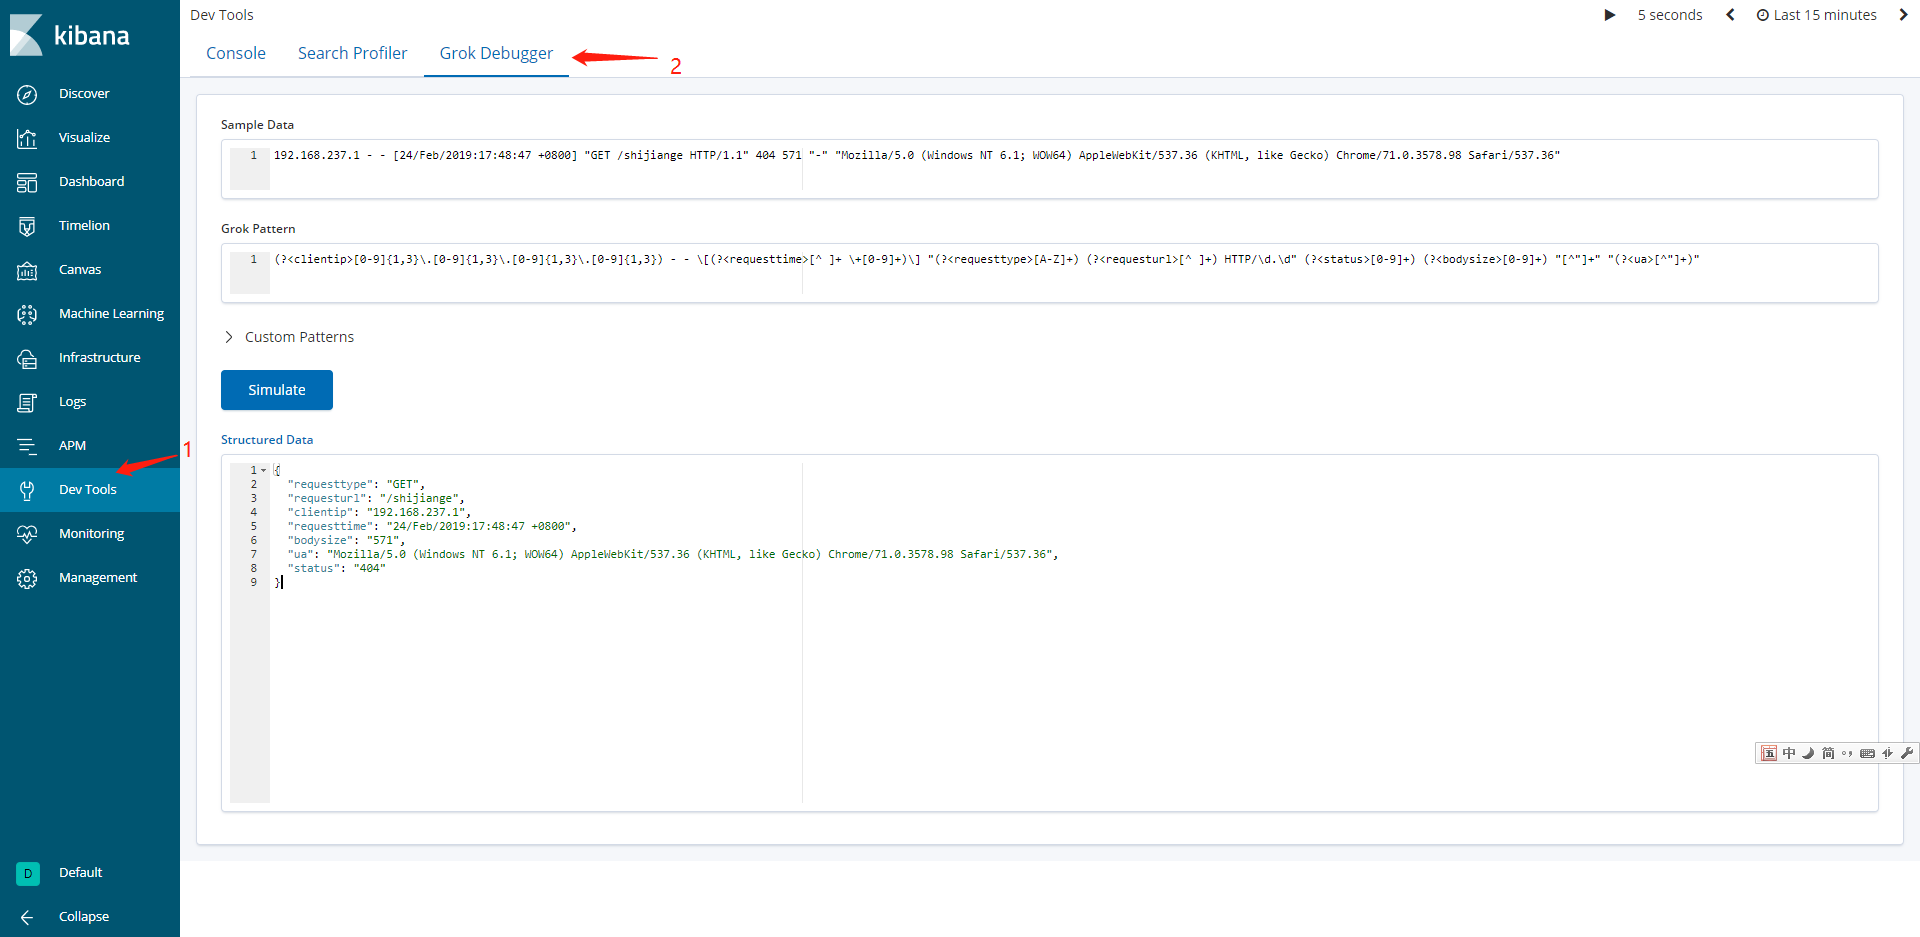 kibana
Discover
Visualize
Dashboard
Timelion
Canvas
Machine Learning
Infrastructure
Logs
APM
Dev Tools
Monitoring
Management
D Default
Collapse
1
Dev Tools
5 seconds Last 15 minutes
Console Search Profiler Grok Debugger
2
Sample Data
1 192.168.237.1 - - [24/Feb/2019:17:48:47 +0800] "GET /shijiange HTTP/1.1" 404 571 "-" "Mozilla/5.0 (Windows NT 6.1; WOW64) AppleWebKit/537.36 (KHTML, like Gecko) Chrome/71.0.3578.98 Safari/537.36"
Grok Pattern
1 (?<clientip>[0-9]{1,3}\.[0-9]{1,3}\.[0-9]{1,3}\.[0-9]{1,3}) - - \[(?<requesttime>[^ ]+ \+[0-9]+)\] "(?<requesttype>[A-Z]+) (?<requesturl>[^ ]+) HTTP/\d.\d" (?<status>[0-9]+) (?<bodysize>[0-9]+) "[^"]+" "(?<ua>[^"]+)"
Custom Patterns
Simulate
Structured Data
1 {
2 "requesttype": "GET",
3 "requesturl": "/shijiange",
4 "clientip": "192.168.237.1",
5 "requesttime": "24/Feb/2019:17:48:47 +0800",
6 "bodysize": "571",
7 "ua": "Mozilla/5.0 (Windows NT 6.1; WOW64) AppleWebKit/537.36 (KHTML, like Gecko) Chrome/71.0.3578.98 Safari/537.36",
8 "status": "404"
9 }
五 中 简